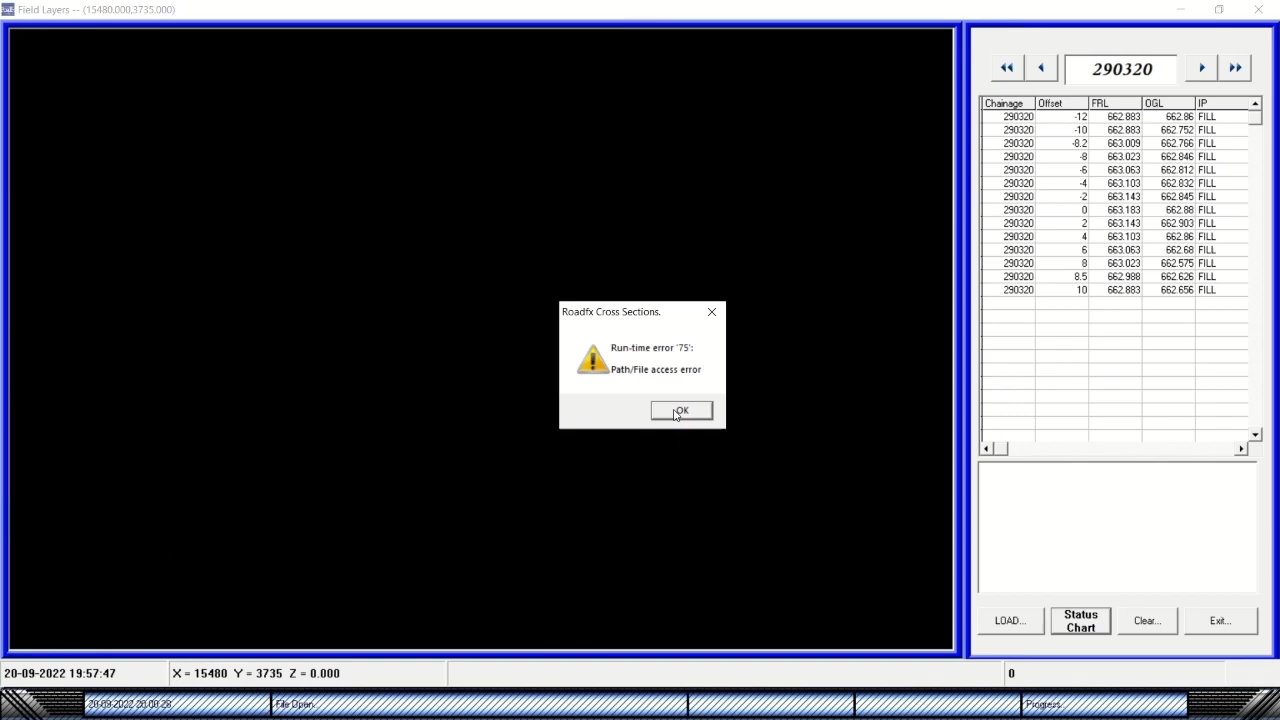 Field Layers -- (15480.000,3735.000)
290320
Chainage Offset FRL OGL IP
290320 -12 662.883 662.86 FILL
290320 -10 662.883 662.752 FILL
290320 -8.2 663.009 662.766 FILL
290320 -8 663.023 662.846 FILL
290320 -6 663.063 662.812 FILL
290320 -4 663.103 662.832 FILL
290320 -2 663.143 662.845 FILL
290320 0 663.183 662.88 FILL
290320 2 663.143 662.903 FILL
290320 4 663.103 662.86 FILL
290320 6 663.063 662.68 FILL
290320 8 663.023 662.575 FILL
290320 8.5 662.988 662.626 FILL
290320 10 662.883 662.656 FILL
Roadfx Cross Sections.
Run-time error '75':
Path/File access error
OK
LOAD...
Status
Chart
Clear...
Exit...
20-09-2022 19:57:47
X = 15480 Y = 3735 Z = 0.000
0
20-09-2022 20:00:26
File Open
Progress